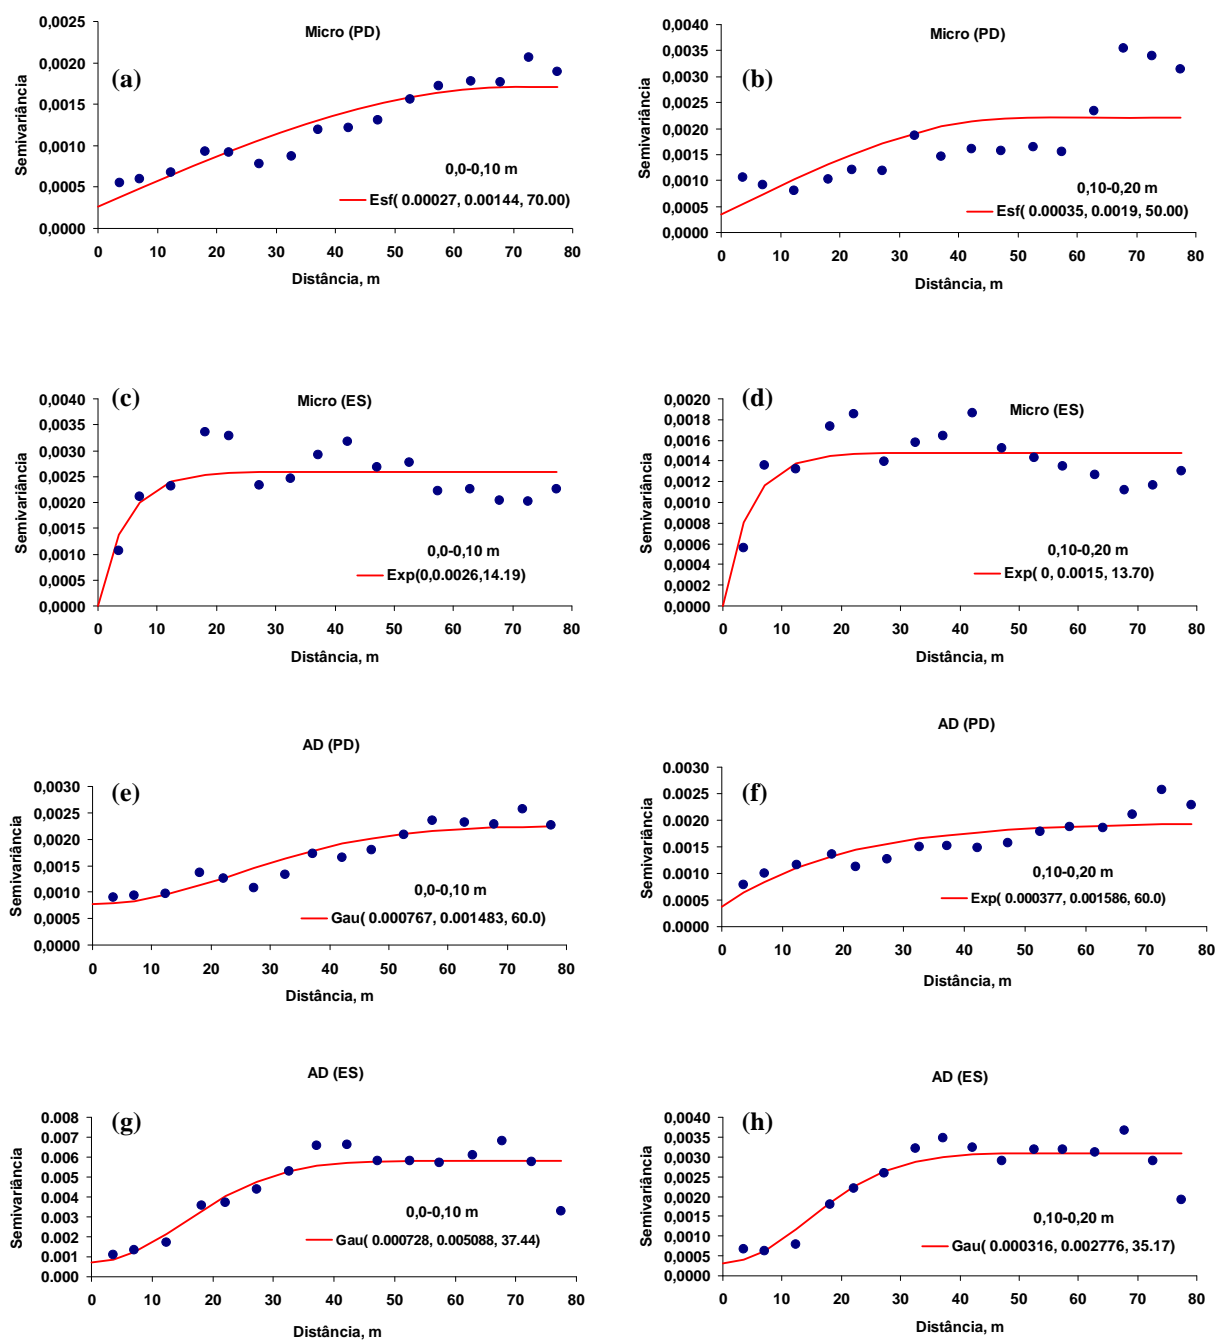 Micro (PD)
(a)
Semivariância
0,0025
0,0020
0,0015
0,0010
0,0005
0,0000
0,0-0,10 m
Esf( 0.00027, 0.00144, 70.00)
0 10 20 30 40 50 60 70 80
Distância, m
Micro (PD)
(b)
Semivariância
0,0040
0,0035
0,0030
0,0025
0,0020
0,0015
0,0010
0,0005
0,0000
0,10-0,20 m
Esf( 0.00035, 0.0019, 50.00)
0 10 20 30 40 50 60 70 80
Distância, m
Micro (ES)
(c)
Semivariância
0,0040
0,0035
0,0030
0,0025
0,0020
0,0015
0,0010
0,0005
0,0000
0,0-0,10 m
Exp(0,0.0026,14.19)
0 10 20 30 40 50 60 70 80
Distância, m
Micro (ES)
(d)
Semivariância
0,0020
0,0018
0,0016
0,0014
0,0012
0,0010
0,0008
0,0006
0,0004
0,0002
0,0000
0,10-0,20 m
Exp( 0, 0.0015, 13.70)
0 10 20 30 40 50 60 70 80
Distância, m
AD (PD)
(e)
Semivariância
0,0030
0,0025
0,0020
0,0015
0,0010
0,0005
0,0000
0,0-0,10 m
Gau( 0.000767, 0.001483, 60.0)
0 10 20 30 40 50 60 70 80
Distância, m
AD (PD)
(f)
Semivariância
0.0030
0.0025
0.0020
0.0015
0.0010
0.0005
0.0000
0,10-0,20 m
Exp( 0.000377, 0.001586, 60.0)
0 10 20 30 40 50 60 70 80
Distância, m
AD (ES)
(g)
Semivariância
0.008
0.007
0.006
0.005
0.004
0.003
0.002
0.001
0.000
0,0-0,10 m
Gau( 0.000728, 0.005088, 37.44)
0 10 20 30 40 50 60 70 80
Distância, m
AD (ES)
(h)
Semivariância
0,0040
0,0035
0,0030
0,0025
0,0020
0,0015
0,0010
0,0005
0,0000
0,10-0,20 m
Gau( 0.000316, 0.002776, 35.17)
0 10 20 30 40 50 60 70 80
Distância, m